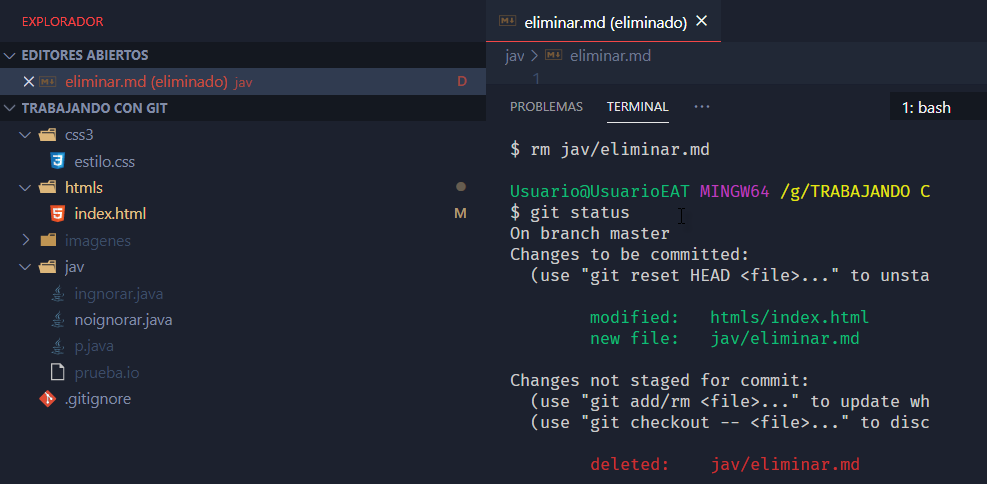 EXPLORADOR
EDITORES ABIERTOS
eliminar.md (eliminado) jav D
TRABAJANDO CON GIT
css3
estilo.css
htmls
index.html M
imagenes
jav
ingnorar.java
noignorar.java
p.java
prueba.io
.gitignore
eliminar.md (eliminado)
jav > eliminar.md
1
PROBLEMAS TERMINAL ··· 1: bash
$ rm jav/eliminar.md
Usuario@UsuarioEAT MINGW64 /g/TRABAJANDO C
$ git status
On branch master
Changes to be committed:
(use "git reset HEAD <file>..." to unsta
modified: htmls/index.html
new file: jav/eliminar.md
Changes not staged for commit:
(use "git add/rm <file>..." to update wh
(use "git checkout -- <file>..." to disc
deleted: jav/eliminar.md